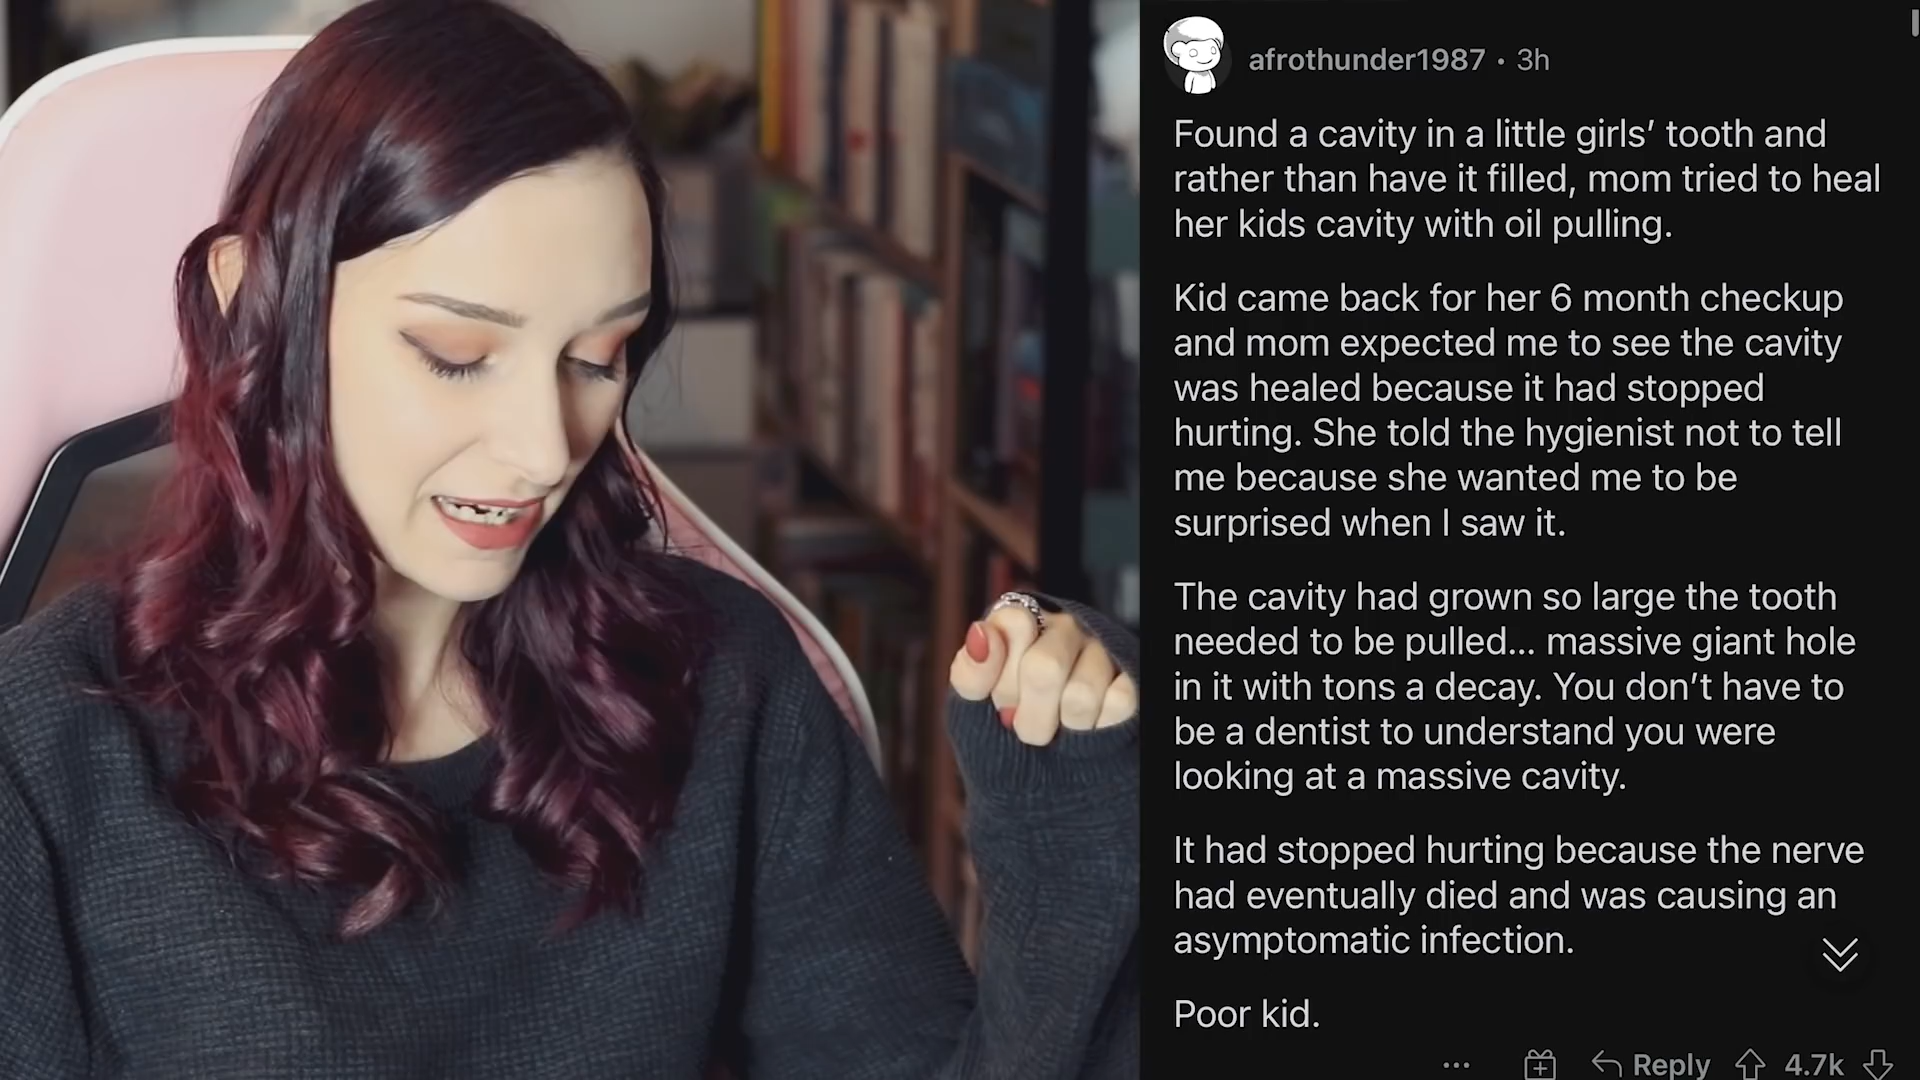 afrothunder1987 • 3h
Found a cavity in a little girls’ tooth and
rather than have it filled, mom tried to heal
her kids cavity with oil pulling.
Kid came back for her 6 month checkup
and mom expected me to see the cavity
was healed because it had stopped
hurting. She told the hygienist not to tell
me because she wanted me to be
surprised when I saw it.
The cavity had grown so large the tooth
needed to be pulled... massive giant hole
in it with tons a decay. You don’t have to
be a dentist to understand you were
looking at a massive cavity.
It had stopped hurting because the nerve
had eventually died and was causing an
asymptomatic infection.
Poor kid.
Reply 4.7k